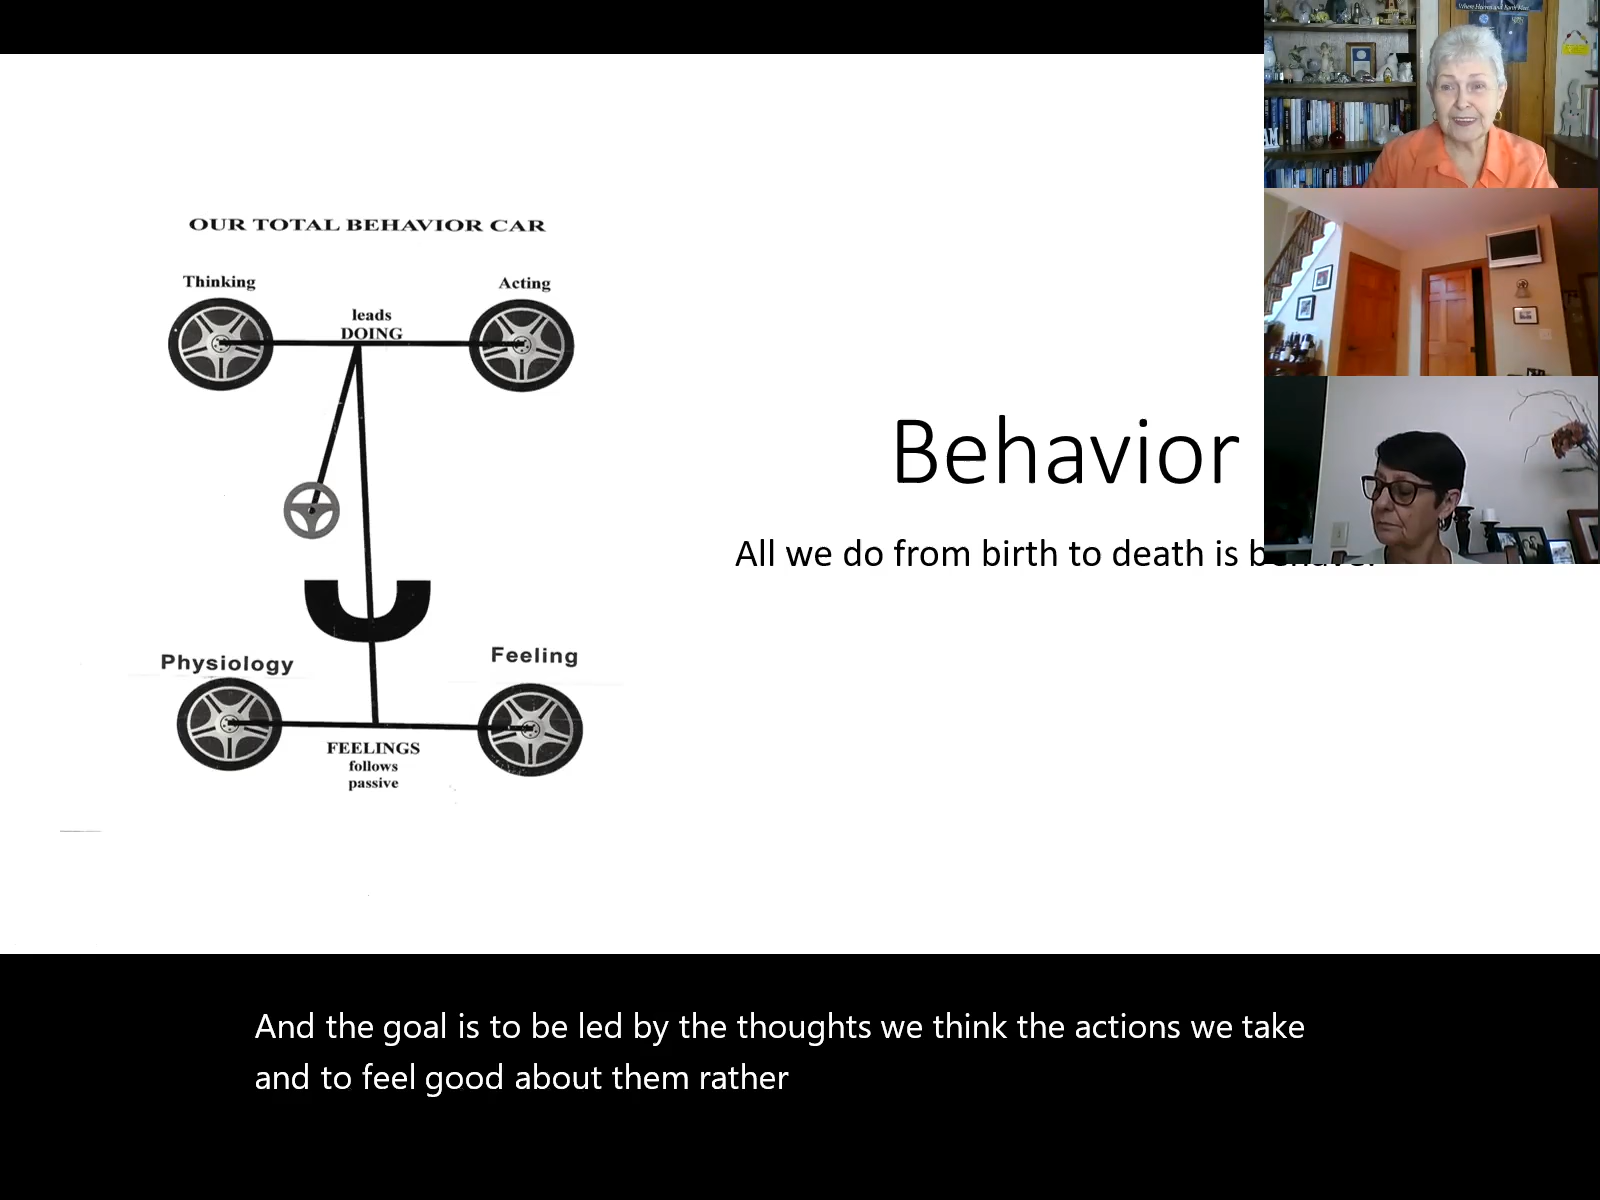 OUR TOTAL BEHAVIOR CAR
Thinking
Acting
leads
DOING
Physiology
Feeling
FEELINGS
follows
passive
Behavior
All we do from birth to death is
And the goal is to be led by the thoughts we think the actions we take
and to feel good about them rather